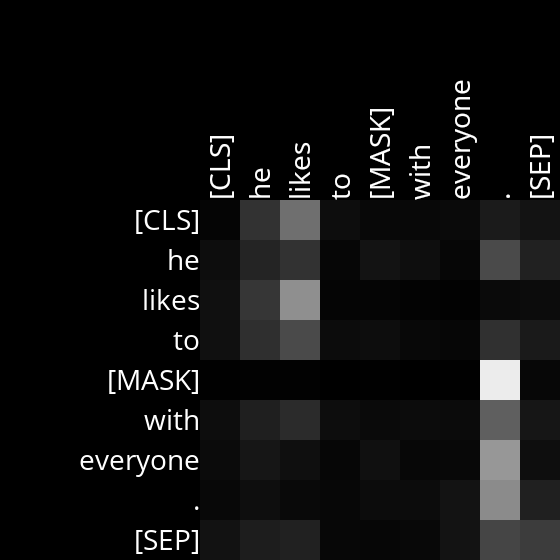 [CLS] he likes to [MASK] with everyone . [SEP]
[CLS]
he
likes
to
[MASK]
with
everyone
.
[SEP]